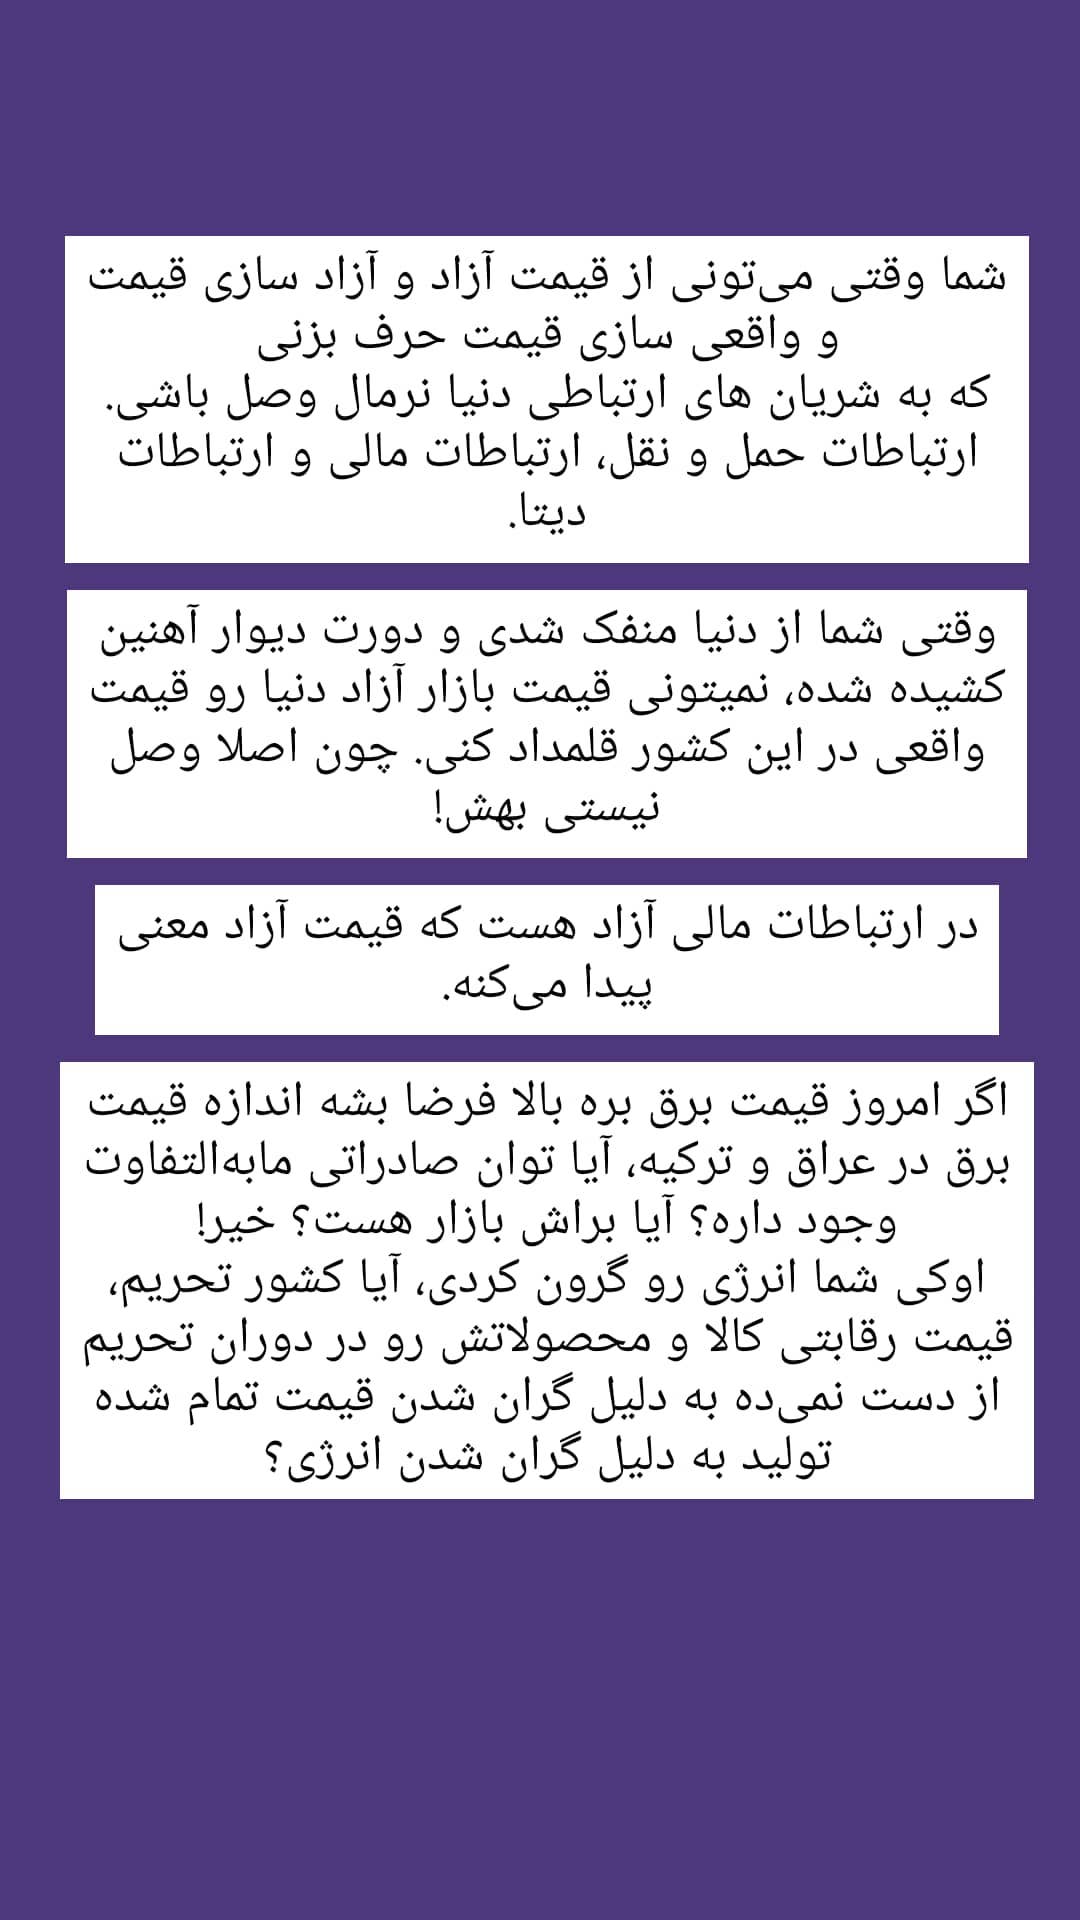 شما وقتی می‌تونی از قیمت آزاد و آزاد سازی قیمت
و واقعی سازی قیمت حرف بزنی
که به شریان های ارتباطی دنیا نرمال وصل باشی.
ارتباطات حمل و نقل، ارتباطات مالی و ارتباطات
دیتا.
وقتی شما از دنیا منفک شدی و دورت دیوار آهنین
کشیده شده، نمیتونی قیمت بازار آزاد دنیا رو قیمت
واقعی در این کشور قلمداد کنی. چون اصلا وصل
نیستی بهش!
در ارتباطات مالی آزاد هست که قیمت آزاد معنی
پیدا می‌کنه.
اگر امروز قیمت برق بره بالا فرضا بشه اندازه قیمت
برق در عراق و ترکیه، آیا توان صادراتی مابه‌التفاوت
وجود داره؟ آیا براش بازار هست؟ خیر!
اوکی شما انرژی رو گرون کردی، آیا کشور تحریم،
قیمت رقابتی کالا و محصولاتش رو در دوران تحریم
از دست نمی‌ده به دلیل گران شدن قیمت تمام شده
تولید به دلیل گران شدن انرژی؟